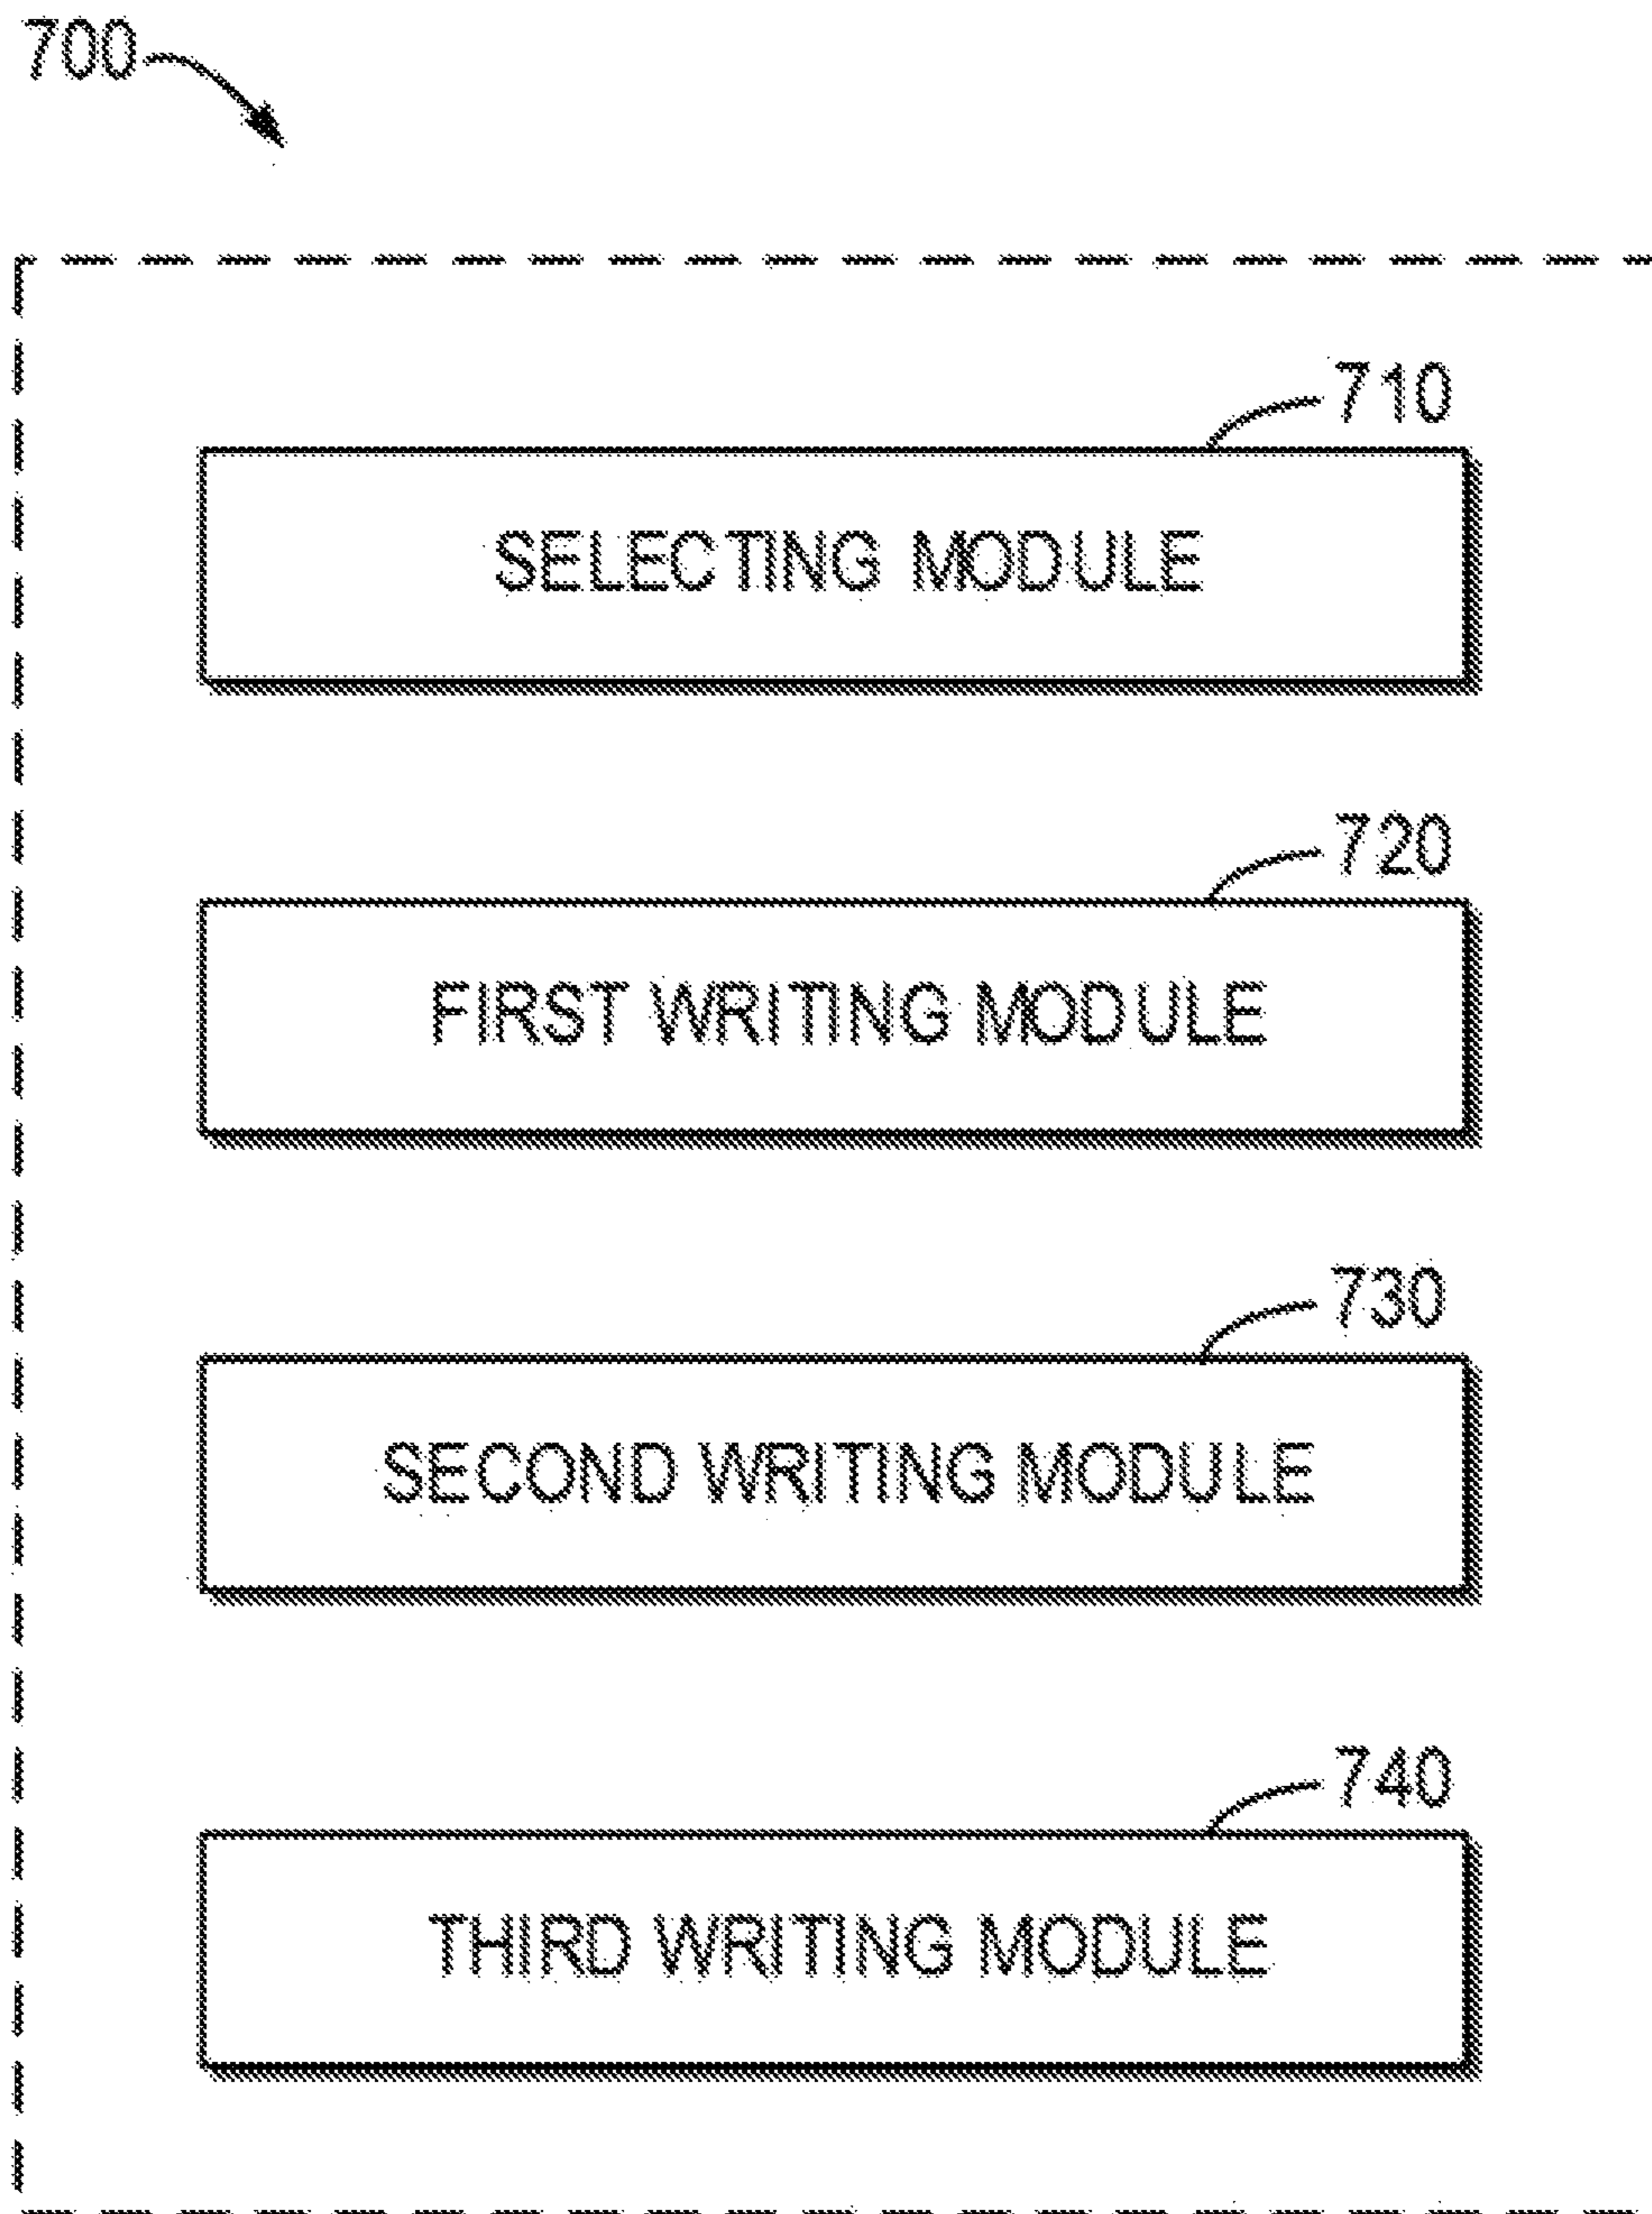 700
710
SELECTING MODULE
720
FIRST WRITING MODULE
730
SECOND WRITING MODULE
740
THIRD WRITING MODULE